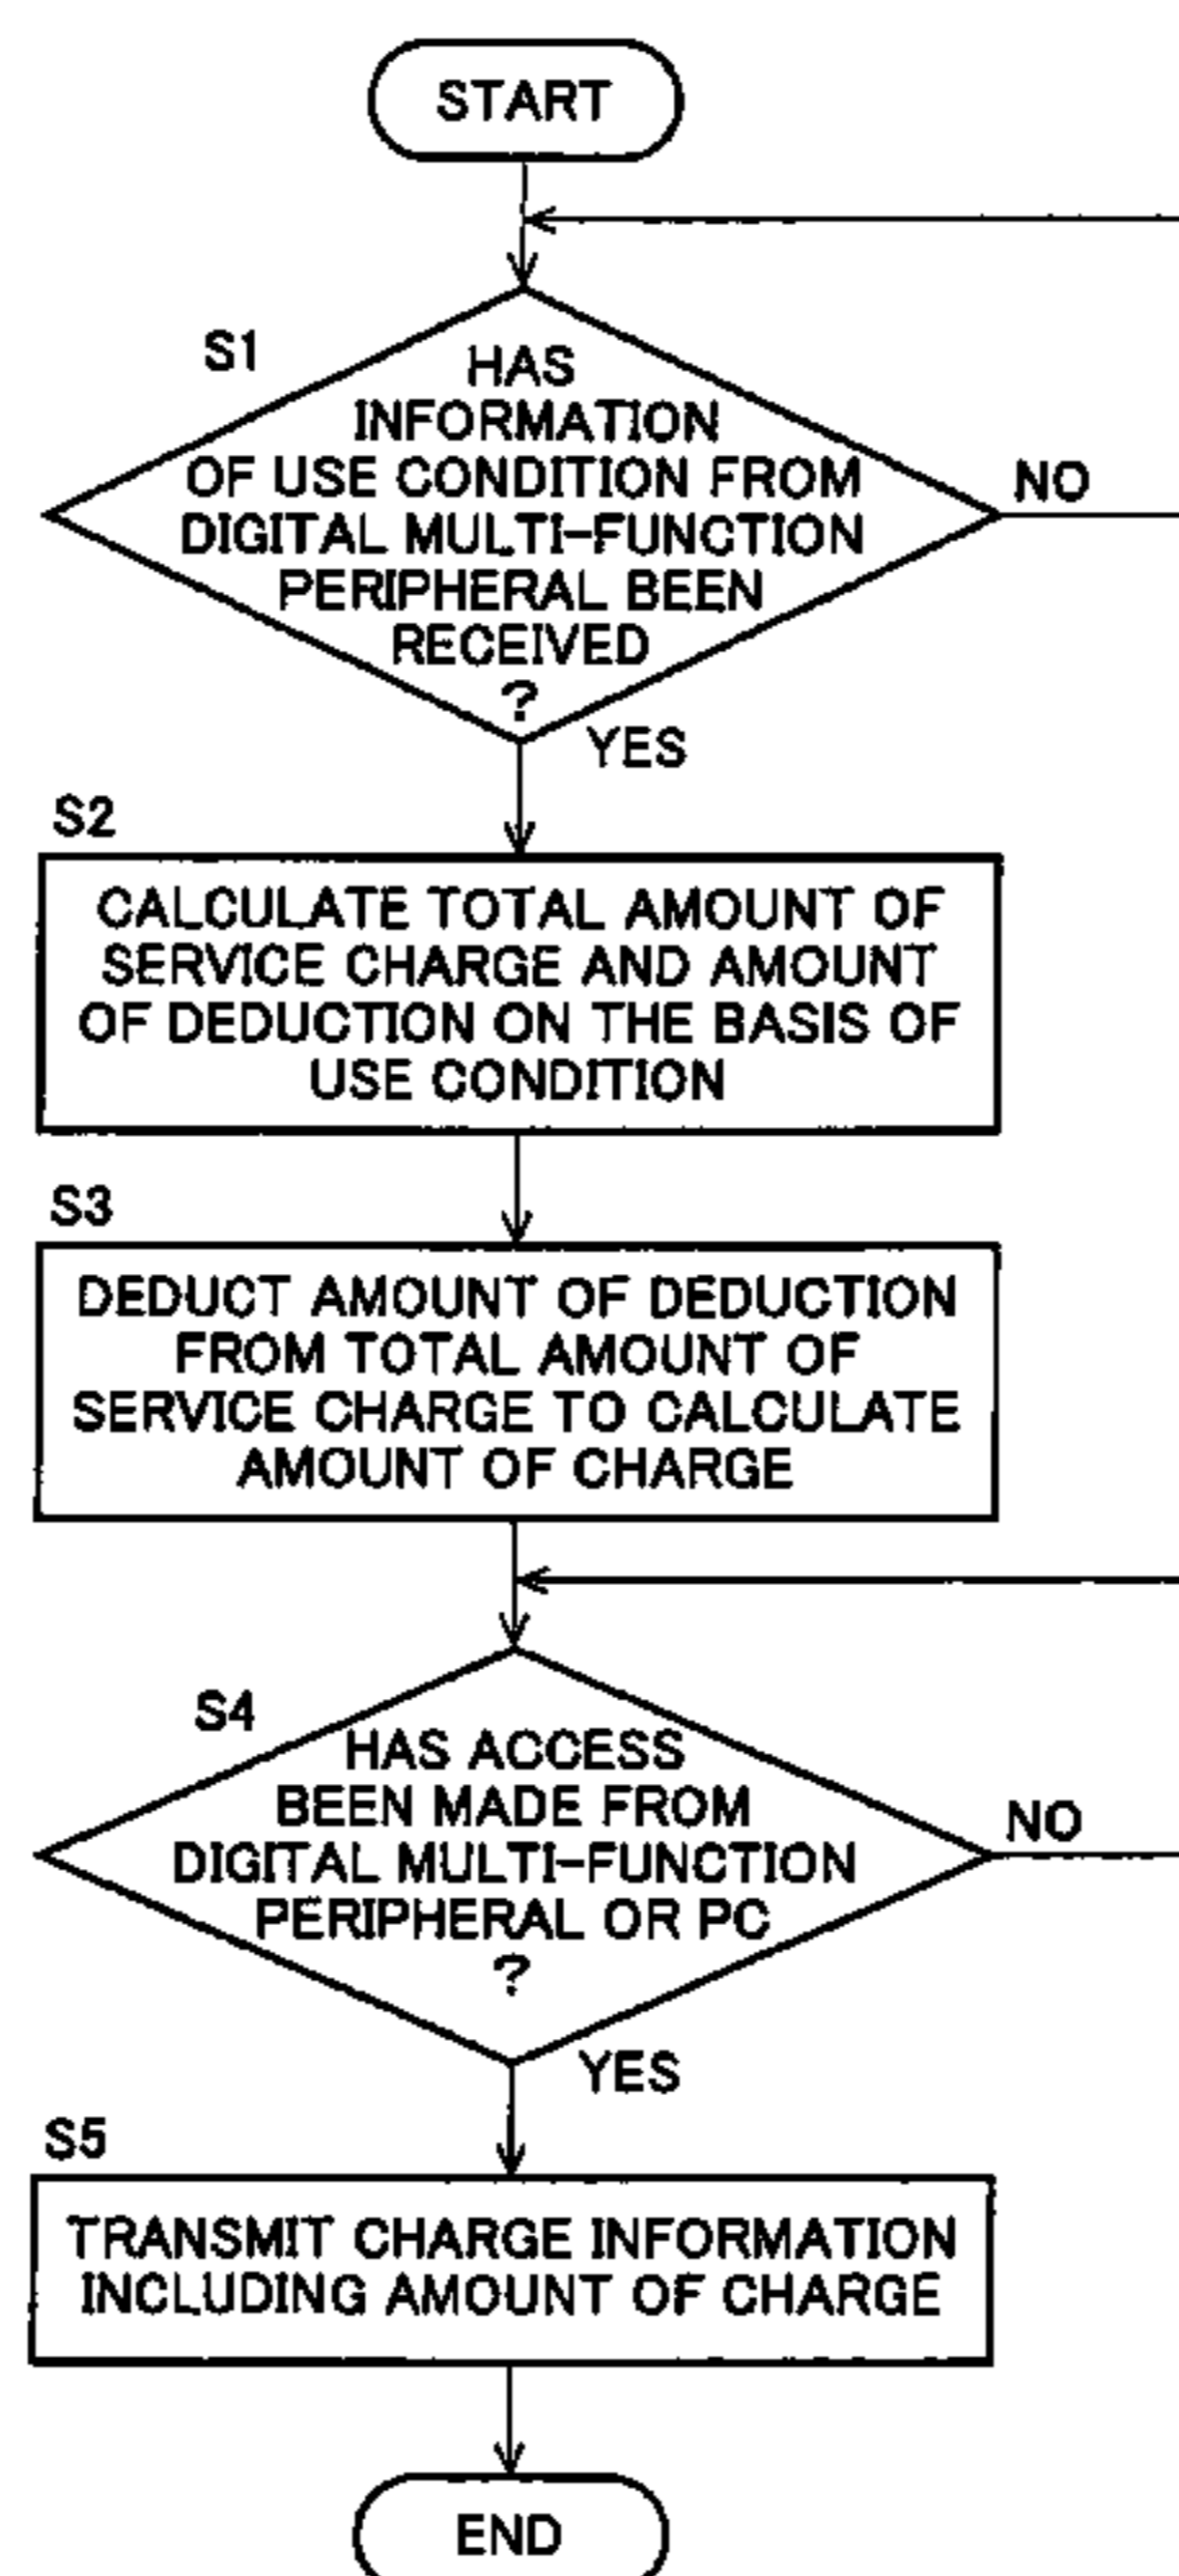 START
S1
HAS
INFORMATION
OF USE CONDITION FROM
DIGITAL MULTI-FUNCTION
PERIPHERAL BEEN
RECEIVED
?
NO
YES
S2
CALCULATE TOTAL AMOUNT OF
SERVICE CHARGE AND AMOUNT
OF DEDUCTION ON THE BASIS OF
USE CONDITION
S3
DEDUCT AMOUNT OF DEDUCTION
FROM TOTAL AMOUNT OF
SERVICE CHARGE TO CALCULATE
AMOUNT OF CHARGE
S4
HAS ACCESS
BEEN MADE FROM
DIGITAL MULTI-FUNCTION
PERIPHERAL OR PC
?
NO
YES
S5
TRANSMIT CHARGE INFORMATION
INCLUDING AMOUNT OF CHARGE
END